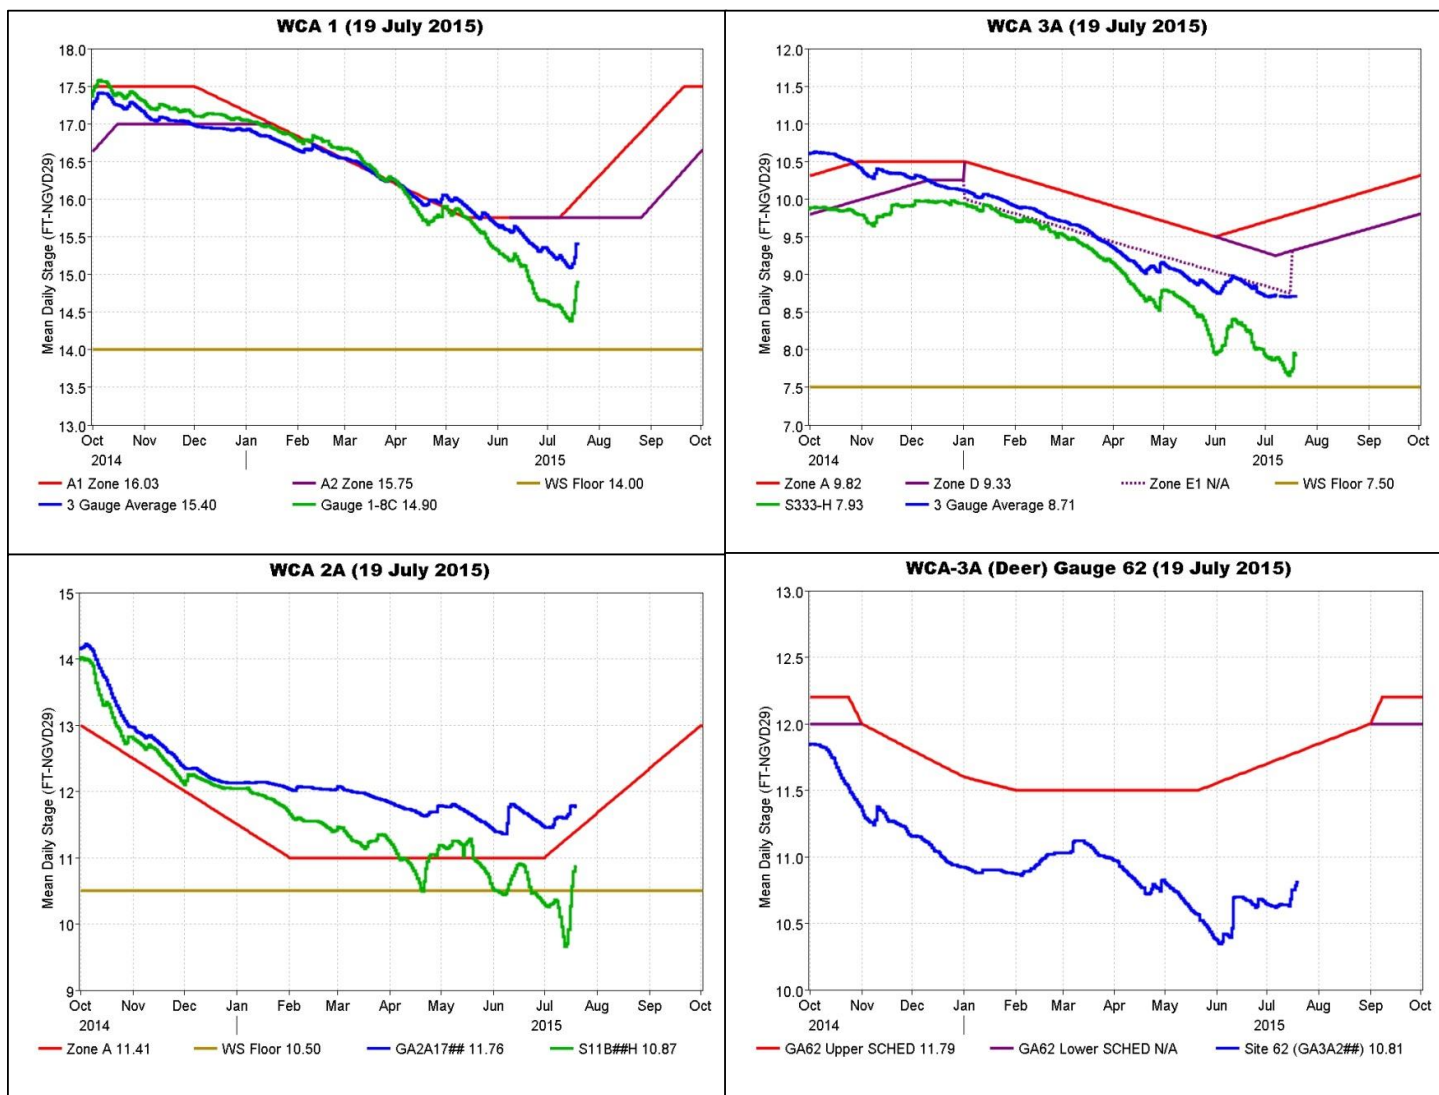 WCA 1 (19 July 2015)
Mean Daily Stage (FT-NGVD29)
18.0
17.5
17.0
16.5
16.0
15.5
15.0
14.5
14.0
13.5
13.0
Oct Nov Dec Jan Feb Mar Apr May Jun Jul Aug Sep Oct
2014 2015
A1 Zone 16.03 A2 Zone 15.75 WS Floor 14.00
3 Gauge Average 15.40 Gauge 1-8C 14.90
WCA 3A (19 July 2015)
Mean Daily Stage (FT-NGVD29)
12.0
11.5
11.0
10.5
10.0
9.5
9.0
8.5
8.0
7.5
7.0
Oct Nov Dec Jan Feb Mar Apr May Jun Jul Aug Sep Oct
2014 2015
Zone A 9.82 Zone D 9.33 Zone E1 N/A WS Floor 7.50
S333-H 7.93 3 Gauge Average 8.71
WCA 2A (19 July 2015)
Mean Daily Stage (FT-NGVD29)
15
14
13
12
11
10
9
Oct Nov Dec Jan Feb Mar Apr May Jun Jul Aug Sep Oct
2014 2015
Zone A 11.41 WS Floor 10.50 GA2A17## 11.76 S11B##H 10.87
WCA-3A (Deer) Gauge 62 (19 July 2015)
Mean Daily Stage (FT-NGVD29)
13.0
12.5
12.0
11.5
11.0
10.5
10.0
Oct Nov Dec Jan Feb Mar Apr May Jun Jul Aug Sep Oct
2014 2015
GA62 Upper SCHED 11.79 GA62 Lower SCHED N/A Site 62 (GA3A2##) 10.81